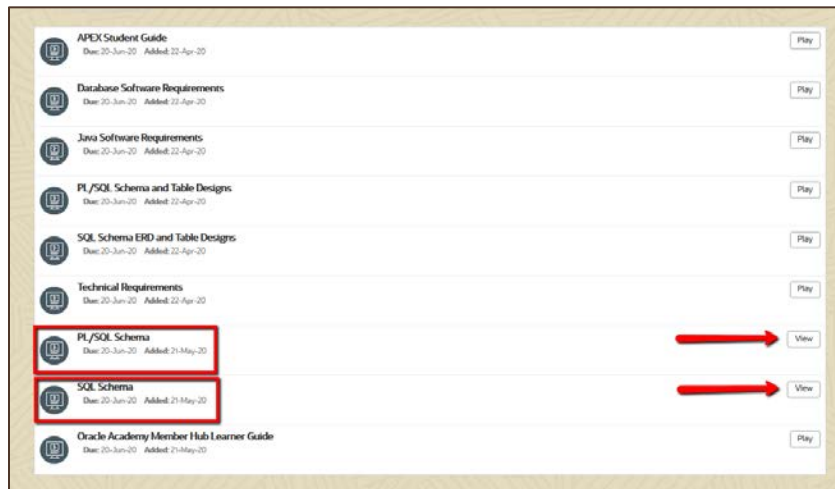 APEX Student Guide
Due: 20-Jun-20 Added: 22-Apr-20
Play
Database Software Requirements
Due: 20-Jun-20 Added: 22-Apr-20
Play
Java Software Requirements
Due: 20-Jun-20 Added: 22-Apr-20
Play
PL/SQL Schema and Table Designs
Due: 20-Jun-20 Added: 22-Apr-20
Play
SQL Schema ERD and Table Designs
Due: 20-Jun-20 Added: 22-Apr-20
Play
Technical Requirements
Due: 20-Jun-20 Added: 22-Apr-20
Play
PL/SQL Schema
Due: 20-Jun-20 Added: 21-May-20
View
SQL Schema
Due: 20-Jun-20 Added: 21-May-20
View
Oracle Academy Member Hub Learner Guide
Due: 20-Jun-20 Added: 21-May-20
Play